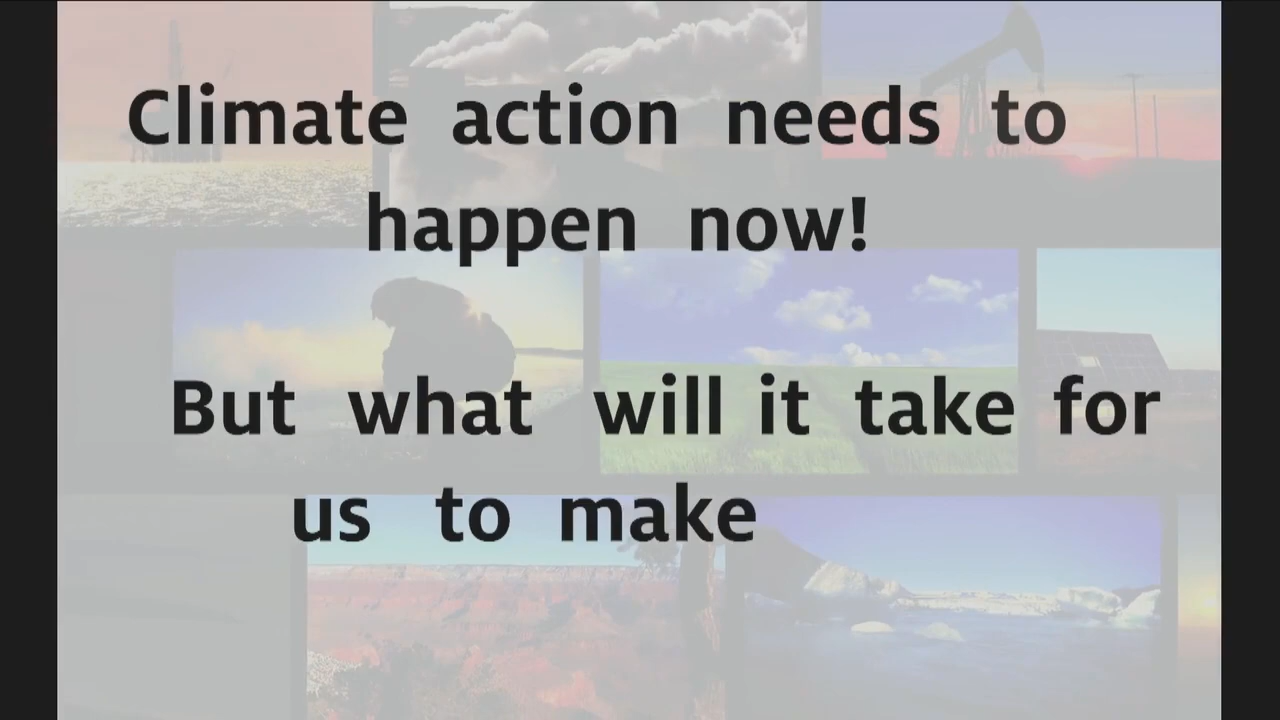 Climate action needs to
happen now!
But what will it take for
us to make